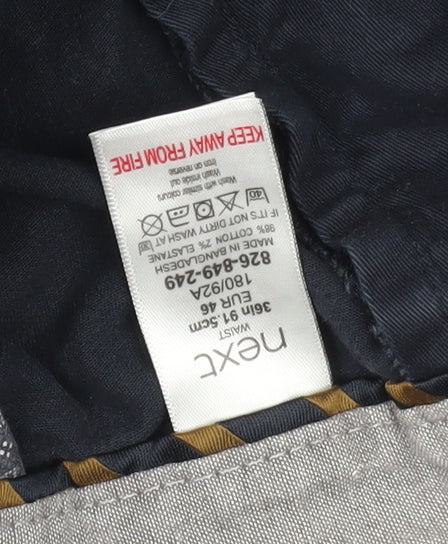 next
WAIST
36in 91.5cm
EUR 46
180/92A
826-849-249
MADE IN BANGLADESH
98% COTTON 2% ELASTANE
IF IT'S NOT DIRTY WASH AT
40
Wash with similar colours
Wash inside out
Iron on reverse
KEEP AWAY FROM FIRE